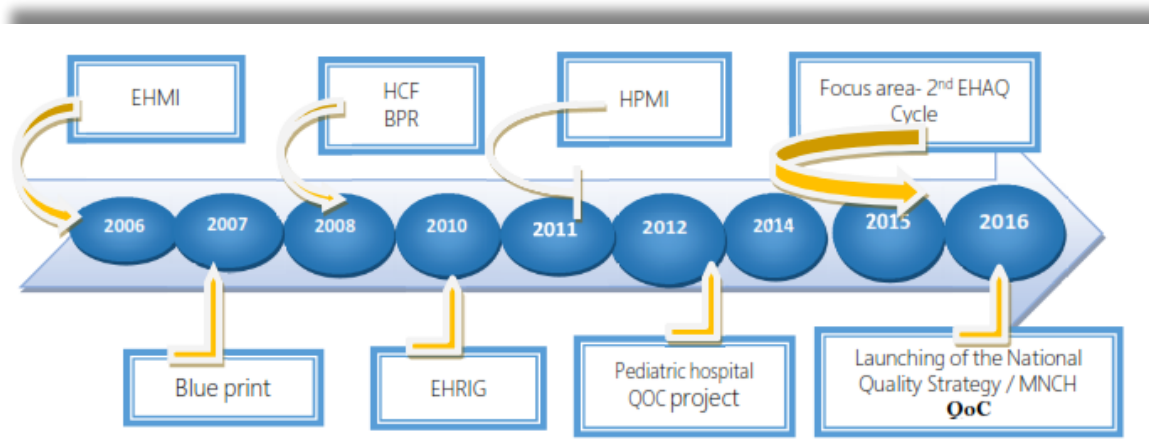 EHMI
HCF
BPR
HPMI
Focus area- 2nd EHAQ
Cycle
2006
2007
2008
2010
2011
2012
2014
2015
2016
Blue print
EHRIG
Pediatric hospital
QOC project
Launching of the National
Quality Strategy / MNCH
QoC